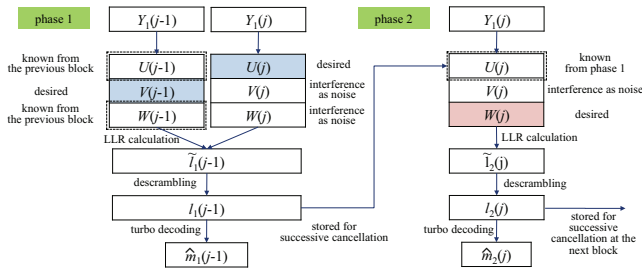 phase 1
Y₁(j-1)
Y₁(j)
known from
the previous block
U(j-1)
U(j)
desired
desired
V(j-1)
V(j)
interference
as noise
known from
the previous block
W(j-1)
W(j)
interference
as noise
LLR calculation
l̃₁(j-1)
descrambling
l₁(j-1)
turbo decoding
stored for
successive cancellation
m̂₁(j-1)
phase 2
Y₁(j)
U(j)
known
from phase 1
V(j)
interference as noise
W(j)
desired
LLR calculation
l̃₂(j)
descrambling
l₂(j)
turbo decoding
stored for
successive
cancellation at the
next block
m̂₂(j)